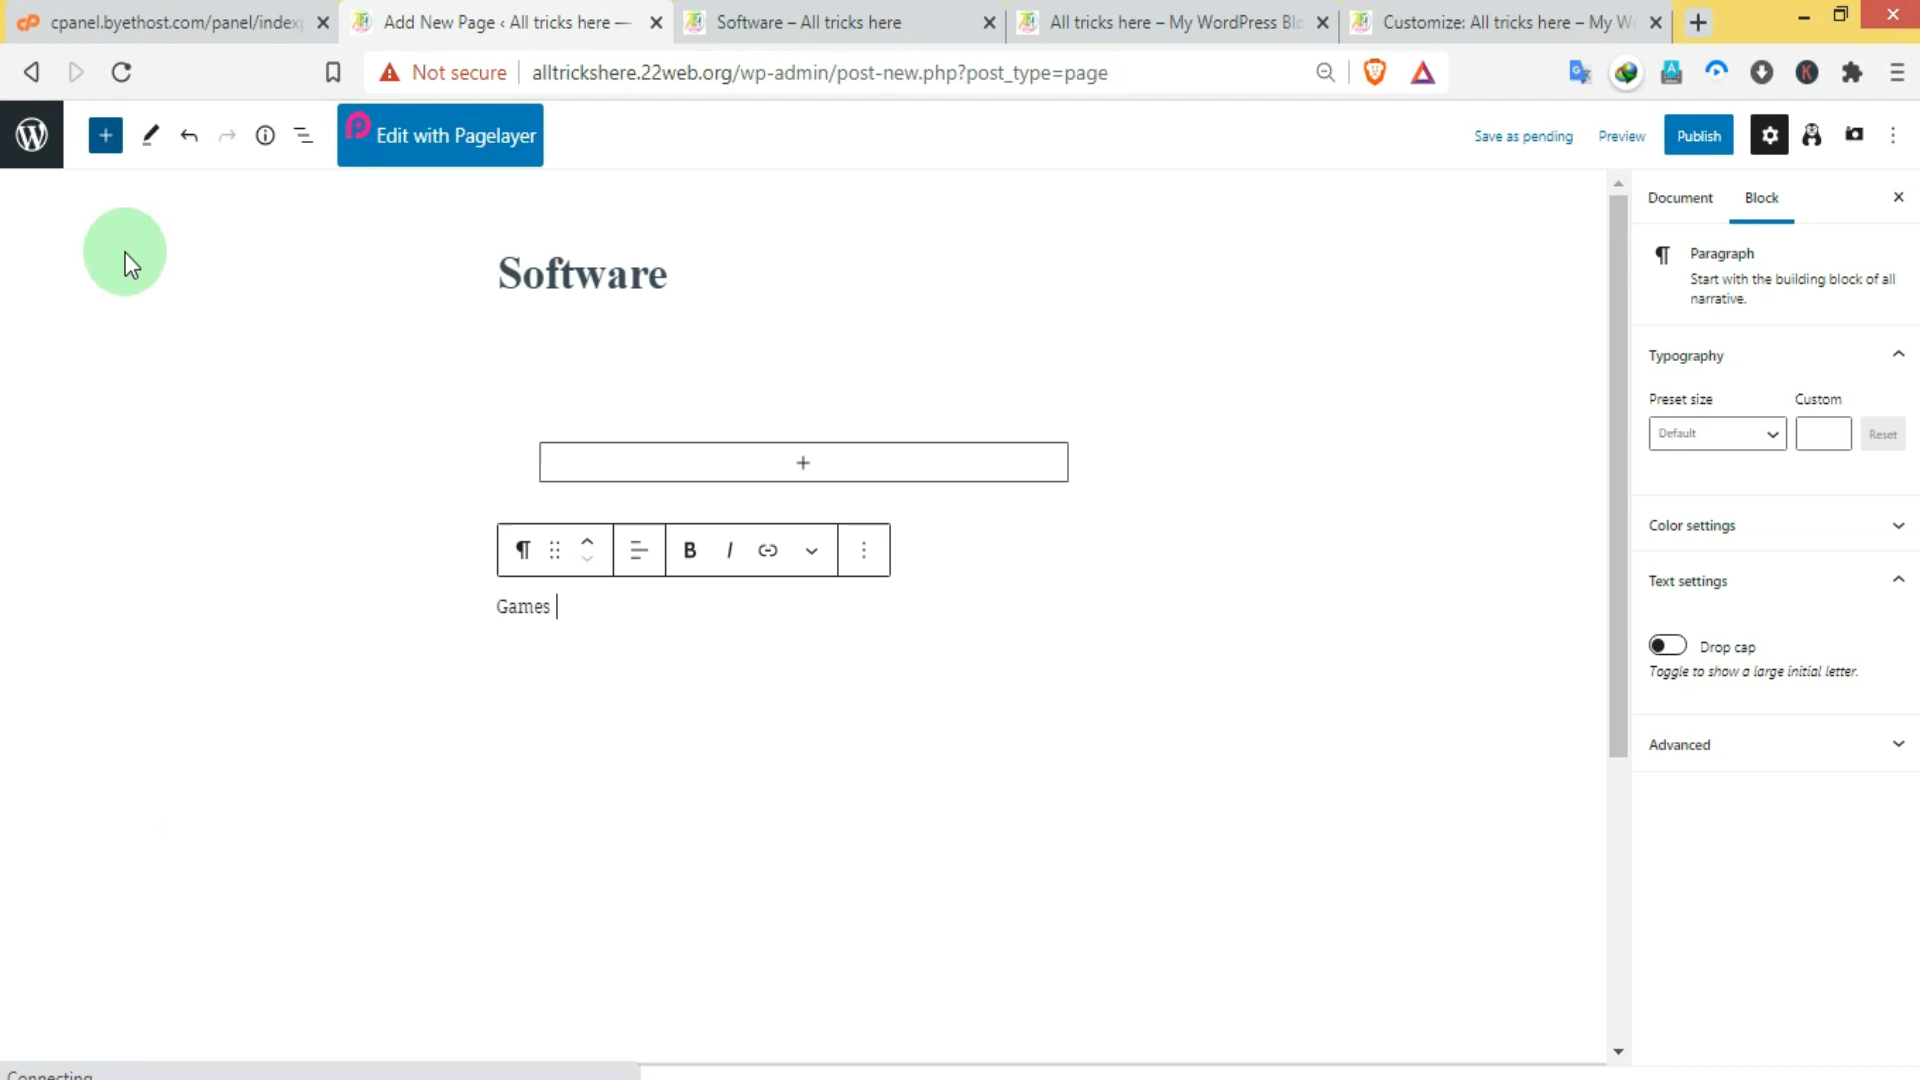 cpanel.byethost.com/panel/index
Add New Page ‹ All tricks here —
Software – All tricks here
All tricks here – My WordPress Blo
Customize: All tricks here – My W
Not secure
alltrickshere.22web.org/wp-admin/post-new.php?post_type=page
Edit with Pagelayer
Save as pending
Preview
Publish
Document
Block
Software
Paragraph
Start with the building block of all
narrative.
Typography
Preset size
Custom
Default
Reset
Color settings
Games
Text settings
Drop cap
Toggle to show a large initial letter.
Advanced
Connecting